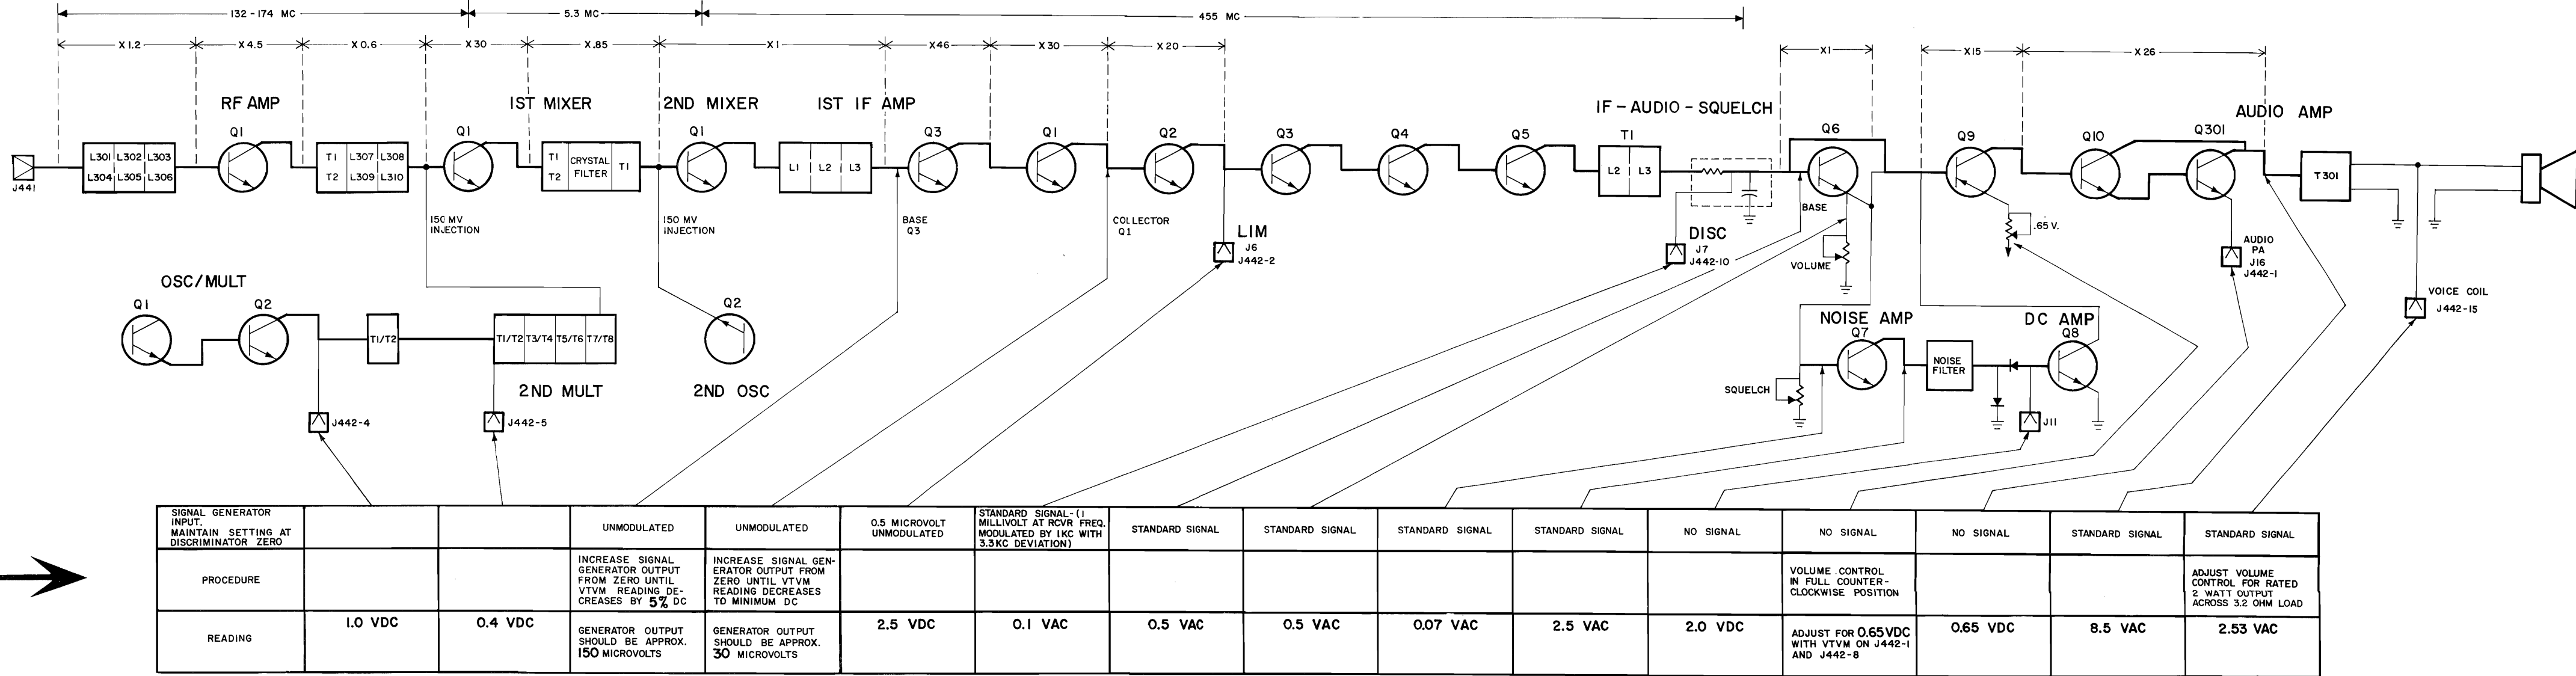 132-174 MC
5.3 MC
455 MC
X 1.2
X 4.5
X 0.6
X 30
X .85
X 1
X 46
X 30
X 20
X 1
X 15
X 26
RF AMP
1ST MIXER
2ND MIXER
1ST IF AMP
IF - AUDIO - SQUELCH
AUDIO AMP
Q1
Q1
Q1
Q3
Q1
Q2
Q3
Q4
Q5
T1
Q6
Q9
Q10
Q301
J441
L301 L302 L303
L304 L305 L306
T1 L307 L308
T2 L309 L310
T1 CRYSTAL FILTER T1
T2
L1 L2 L3
L2 L3
T301
150 MV
INJECTION
150 MV
INJECTION
BASE
Q3
COLLECTOR
Q1
LIM
J6
J442-2
DISC
J7
J442-10
BASE
VOLUME
.65 V.
AUDIO
PA
J16
J442-1
VOICE COIL
J442-15
OSC/MULT
Q1
Q2
T1/T2
T1/T2 T3/T4 T5/T6 T7/T8
2ND MULT
Q2
2ND OSC
J442-4
J442-5
NOISE AMP
Q7
DC AMP
Q8
NOISE
FILTER
SQUELCH
J11
SIGNAL GENERATOR
INPUT.
MAINTAIN SETTING AT
DISCRIMINATOR ZERO
UNMODULATED
UNMODULATED
0.5 MICROVOLT
UNMODULATED
STANDARD SIGNAL-(1
MILLIVOLT AT RCVR FREQ.
MODULATED BY 1KC WITH
3.3KC DEVIATION)
STANDARD SIGNAL
STANDARD SIGNAL
STANDARD SIGNAL
STANDARD SIGNAL
NO SIGNAL
NO SIGNAL
NO SIGNAL
STANDARD SIGNAL
STANDARD SIGNAL
PROCEDURE
INCREASE SIGNAL
GENERATOR OUTPUT
FROM ZERO UNTIL
VTVM READING DE-
CREASES BY 5% DC
INCREASE SIGNAL GEN-
ERATOR OUTPUT FROM
ZERO UNTIL VTVM
READING DECREASES
TO MINIMUM DC
VOLUME CONTROL
IN FULL COUNTER-
CLOCKWISE POSITION
ADJUST VOLUME
CONTROL FOR RATED
2 WATT OUTPUT
ACROSS 3.2 OHM LOAD
READING
1.0 VDC
0.4 VDC
GENERATOR OUTPUT
SHOULD BE APPROX.
150 MICROVOLTS
GENERATOR OUTPUT
SHOULD BE APPROX.
30 MICROVOLTS
2.5 VDC
0.1 VAC
0.5 VAC
0.5 VAC
0.07 VAC
2.5 VAC
2.0 VDC
ADJUST FOR 0.65VDC
WITH VTVM ON J442-1
AND J442-8
0.65 VDC
8.5 VAC
2.53 VAC